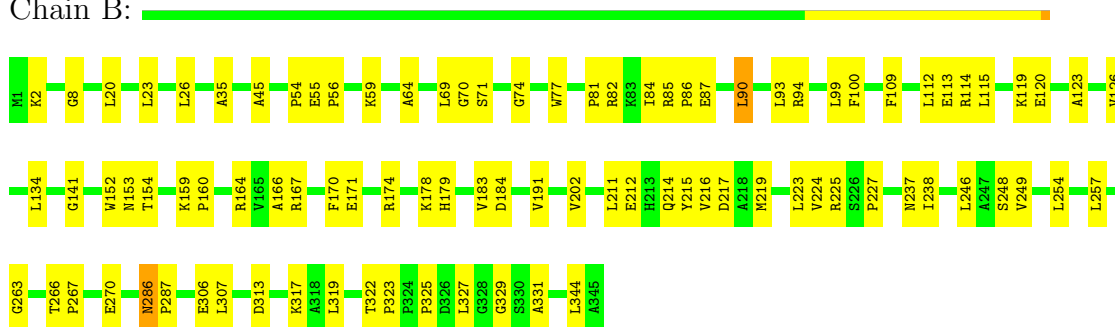 Chain B:
M1 K2 G8 L20 L23 L26 A35 A45 P54 E55 P56 K59 A64 L69 G70 S71 G74 W77 P81 R82 K83 I84 R85 P86 E87 L90 L93 R94 L99 F100 F109 L112 E113 R114 L115 K119 E120 A123 V126
L134 G141 W152 N153 T154 K159 P160 R164 V165 A166 R167 F170 E171 R174 K178 H179 V183 D184 V191 V202 L211 E212 H213 Q214 Y215 V216 D217 A218 M219 L223 V224 R225 S226 P227 N237 I238 L246 A247 S248 V249 L254 L257
G263 T266 P267 E270 N286 P287 E306 L307 D313 K317 A318 L319 T322 P323 P324 P325 D326 L327 G328 G329 S330 A331 L344 A345